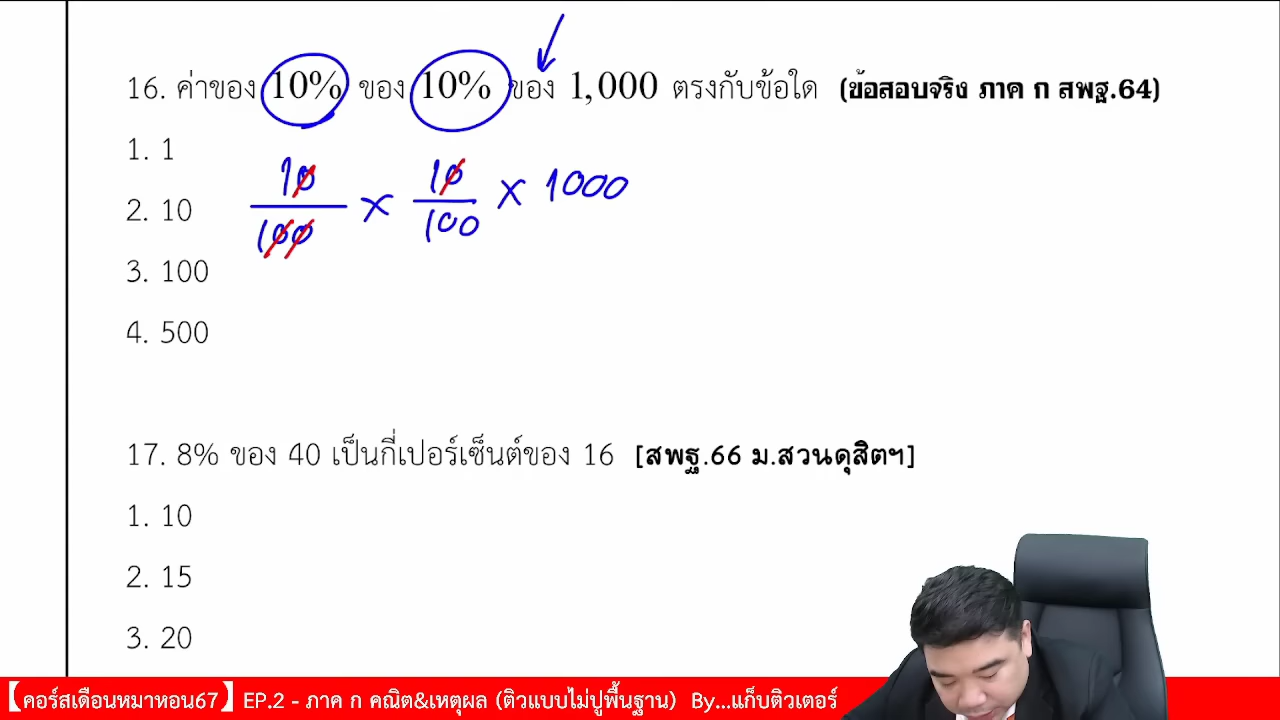 16. ค่าของ 10% ของ 10% ของ 1,000 ตรงกับข้อใด (ข้อสอบจริง ภาค ก สพฐ.64)
1. 1
10/100 x 10/100 x 1000
2. 10
3. 100
4. 500
17. 8% ของ 40 เป็นกี่เปอร์เซ็นต์ของ 16 [สพฐ.66 ม.สวนดุสิตฯ]
1. 10
2. 15
3. 20
【คอร์สเดือนหมาหอน67】EP.2 - ภาค ก คณิต&เหตุผล (ติวแบบไม่ปูพื้นฐาน) By...แก็บติวเตอร์